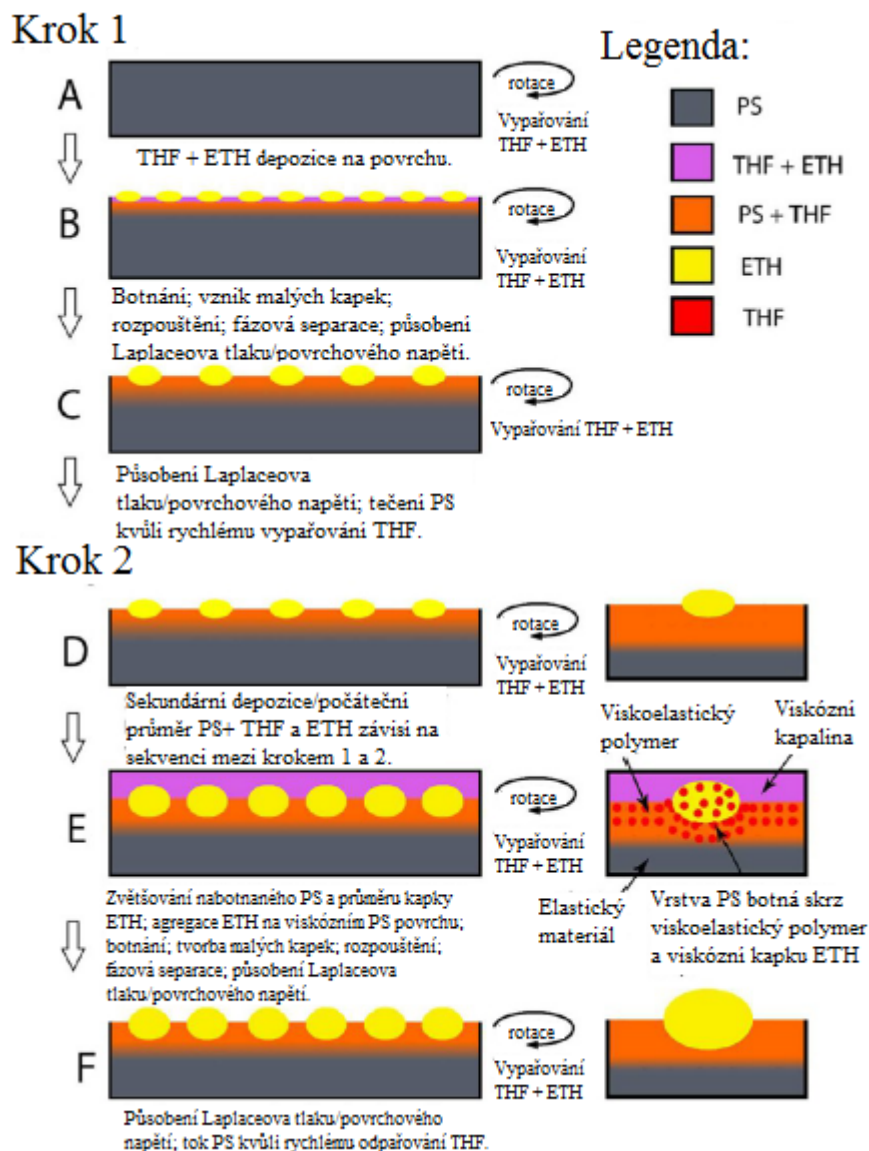 Krok 1
Legenda:
A
rotace
Vypařování
THF + ETH
THF + ETH depozice na povrchu.
PS
THF + ETH
PS + THF
ETH
THF
B
rotace
Vypařování
THF + ETH
Botnání; vznik malých kapek;
rozpouštění; fázová separace; působení
Laplaceova tlaku/povrchového napětí.
C
rotace
Vypařování THF + ETH
Působení Laplaceova
tlaku/povrchového napětí; tečení PS
kvůli rychlému vypařování THF.
Krok 2
D
rotace
Vypařování
THF + ETH
Sekundární depozice/počáteční
průměr PS+ THF a ETH závisí na
sekvenci mezi krokem 1 a 2.
Viskoelastický
polymer
Viskózní
kapalina
E
rotace
Vypařování
THF + ETH
Elastický
materiál
Vrstva PS botná skrz
viskoelastický polymer
a viskózní kapku ETH
Zvětšování nabotnaného PS a průměru kapky
ETH; agregace ETH na viskózním PS povrchu;
botnání; tvorba malých kapek; rozpouštění;
fázová separace; působení Laplaceova
tlaku/povrchového napětí.
F
rotace
Vypařování
THF + ETH
Působení Laplaceova tlaku/povrchového
napětí; tok PS kvůli rychlému odpařování THF.